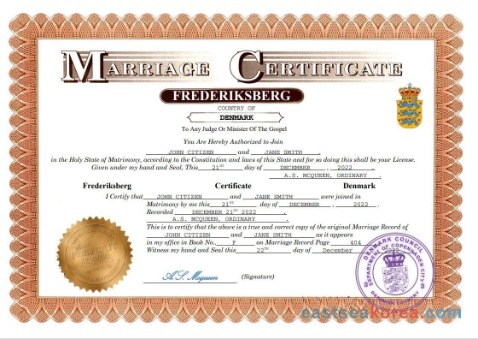 MARRIAGE CERTIFICATE
FREDERIKSBERG
COUNTRY OF
DENMARK
To Any Judge Or Minister Of The Gospel
You Are Hereby Authorized to Join
JOHN CITIZEN and JANE SMITH
in the Holy State of Matrimony, according to the Constitution and laws of this State and for so doing this shall be your License.
Given under my hand and Seal, This 21st day of DECEMBER , 2022
A.S. MCQUEEN, ORDINARY
Frederiksberg Certificate Denmark
I Certify that JOHN CITIZEN and JANE SMITH were joined in
Matrimony by me this 21st day of DECEMBER , 2022 .
Recorded DECEMBER 21st 2022
A.S. MCQUEEN, ORDINARY
This is to certify that the above is a true and correct copy of the original Marriage Record of
JOHN CITIZEN and JANE SMITH as it appears
in my office in Book No. F on Marriage Record Page 404
Witness my hand and Seal this 22nd day of December
A.S. Mcqueen (Signature)
DENMARK COUNCIL
DEPARTMENT OF
eastseakorea.com